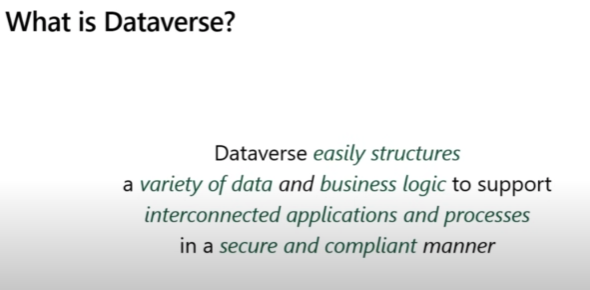 What is Dataverse?
Dataverse easily structures
a variety of data and business logic to support
interconnected applications and processes
in a secure and compliant manner